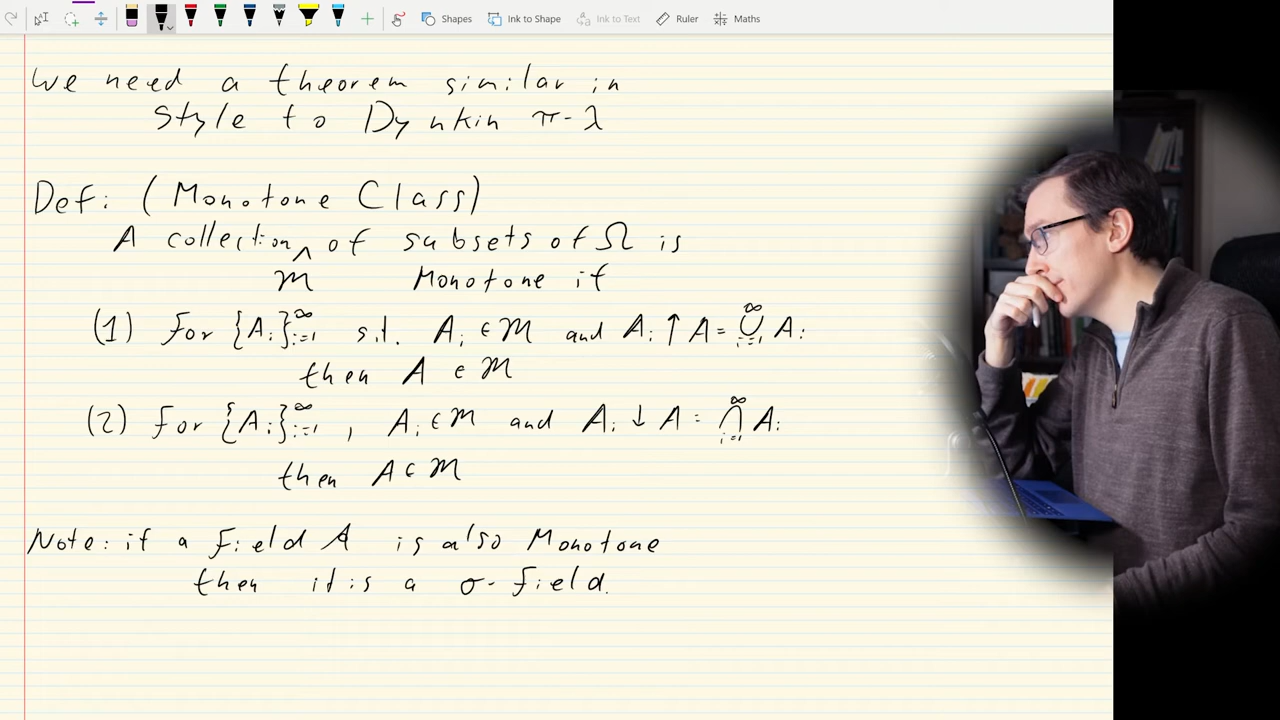 Shapes Ink to Shape Ink to Text Ruler Maths
We need a theorem similar in
Style to Dynkin π-λ
Def: (Monotone Class)
A collection ^ of subsets of Ω is
𝓜 Monotone if
(1) For {Aᵢ}ᵢ₌₁^∞ s.t. Aᵢ ∈ 𝓜 and Aᵢ ↑ A = ⋃ᵢ₌₁^∞ Aᵢ
then A ∈ 𝓜
(2) For {Aᵢ}ᵢ₌₁^∞, Aᵢ ∈ 𝓜 and Aᵢ ↓ A = ⋂ᵢ₌₁^∞ Aᵢ
then A ∈ 𝓜
Note: if a field A is also Monotone
then it is a σ-field.